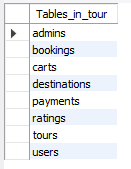 Tables_in_tour
admins
bookings
carts
destinations
payments
ratings
tours
users